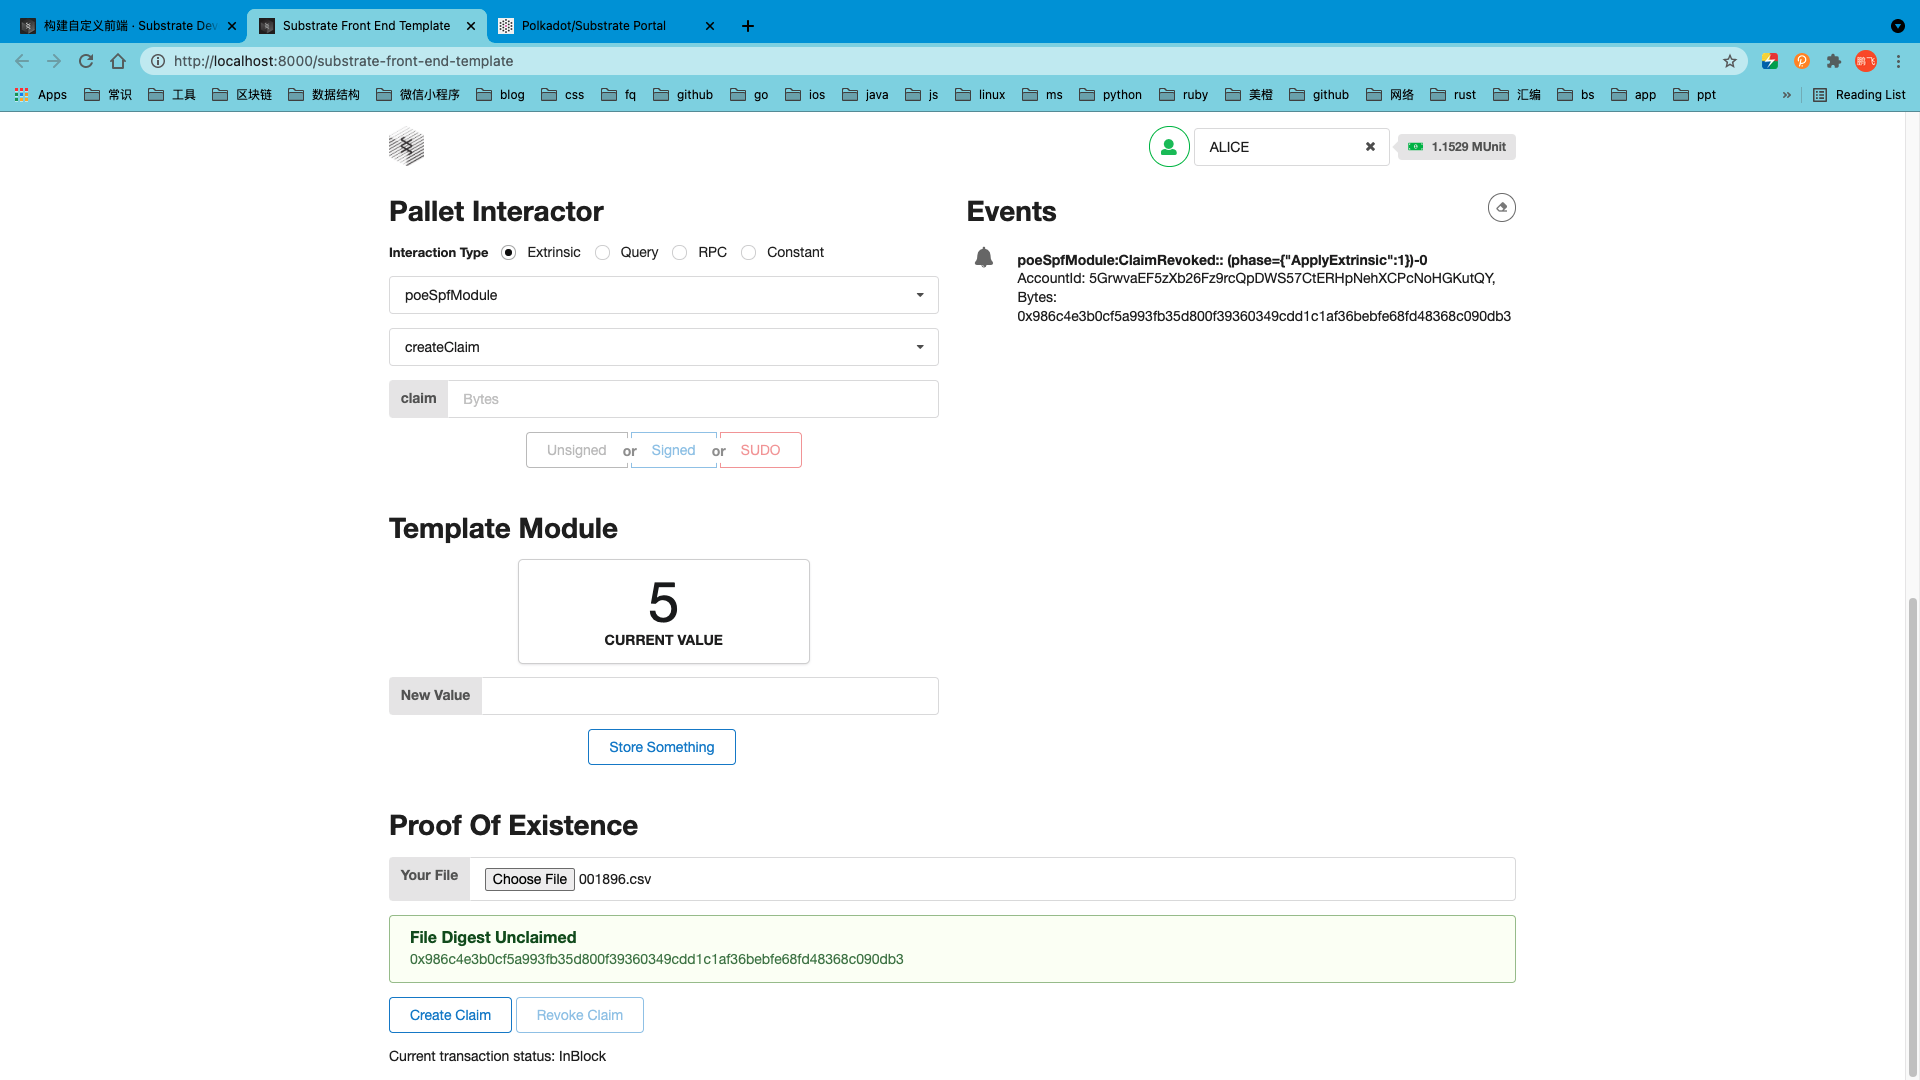 构建自定义前端 · Substrate Dev
Substrate Front End Template
Polkadot/Substrate Portal
http://localhost:8000/substrate-front-end-template
鹏飞
Apps
常识
工具
区块链
数据结构
微信小程序
blog
css
fq
github
go
ios
java
js
linux
ms
python
ruby
美橙
github
网络
rust
汇编
bs
app
ppt
»
Reading List
ALICE
1.1529 MUnit
Pallet Interactor
Interaction Type Extrinsic Query RPC Constant
poeSpfModule
createClaim
claim Bytes
Unsigned or Signed or SUDO
Events
poeSpfModule:ClaimRevoked:: (phase={"ApplyExtrinsic":1})-0
AccountId: 5GrwvaEF5zXb26Fz9rcQpDWS57CtERHpNehXCPcNoHGKutQY,
Bytes:
0x986c4e3b0cf5a993fb35d800f39360349cdd1c1af36bebfe68fd48368c090db3
Template Module
5
CURRENT VALUE
New Value
Store Something
Proof Of Existence
Your File Choose File 001896.csv
File Digest Unclaimed
0x986c4e3b0cf5a993fb35d800f39360349cdd1c1af36bebfe68fd48368c090db3
Create Claim Revoke Claim
Current transaction status: InBlock